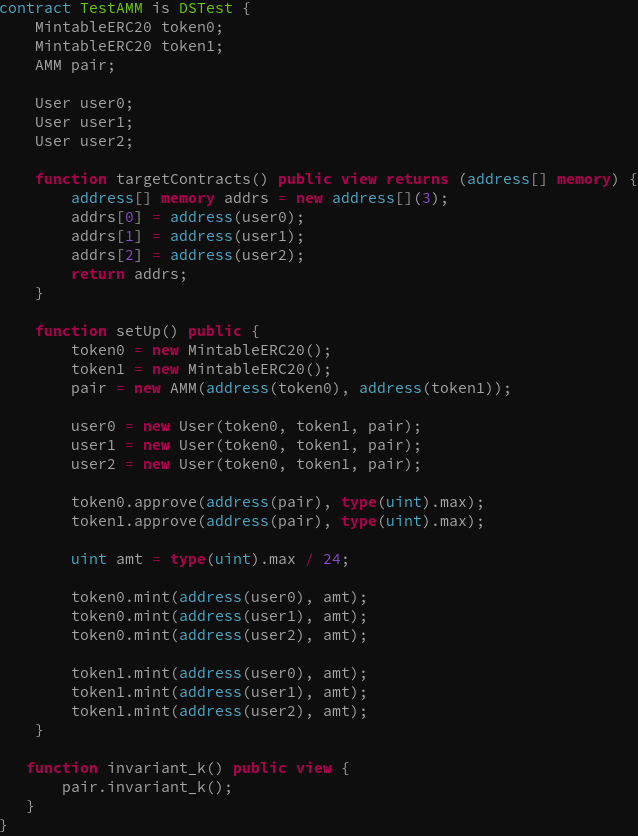 contract TestAMM is DSTest {
    MintableERC20 token0;
    MintableERC20 token1;
    AMM pair;

    User user0;
    User user1;
    User user2;

    function targetContracts() public view returns (address[] memory) {
        address[] memory addrs = new address[](3);
        addrs[0] = address(user0);
        addrs[1] = address(user1);
        addrs[2] = address(user2);
        return addrs;
    }

    function setUp() public {
        token0 = new MintableERC20();
        token1 = new MintableERC20();
        pair = new AMM(address(token0), address(token1));

        user0 = new User(token0, token1, pair);
        user1 = new User(token0, token1, pair);
        user2 = new User(token0, token1, pair);

        token0.approve(address(pair), type(uint).max);
        token1.approve(address(pair), type(uint).max);

        uint amt = type(uint).max / 24;

        token0.mint(address(user0), amt);
        token0.mint(address(user1), amt);
        token0.mint(address(user2), amt);

        token1.mint(address(user0), amt);
        token1.mint(address(user1), amt);
        token1.mint(address(user2), amt);
    }

   function invariant_k() public view {
       pair.invariant_k();
   }
}